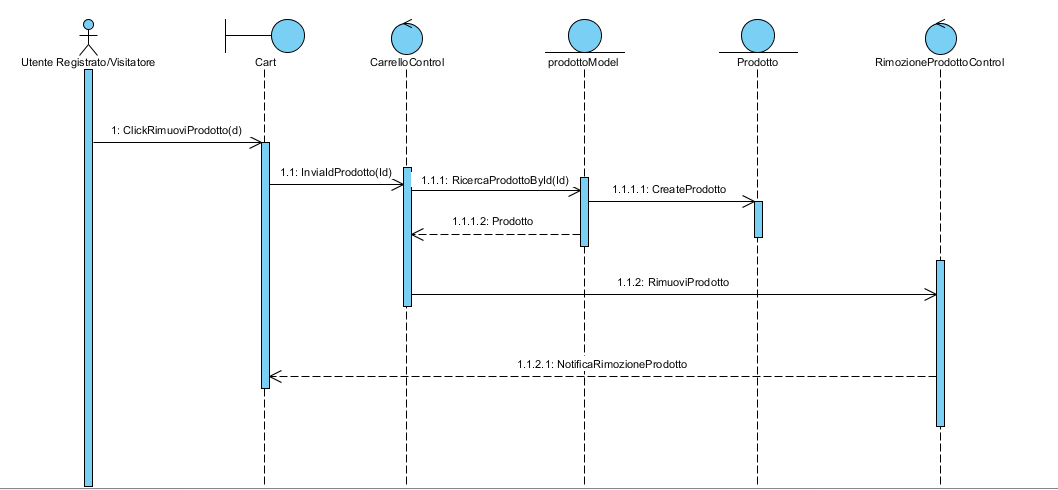 Utente Registrato/Visitatore
Cart
CarrelloControl
prodottoModel
Prodotto
RimozioneProdottoControl
1: ClickRimuoviProdotto(d)
1.1: InviaIdProdotto(Id)
1.1.1: RicercaProdottoById(Id)
1.1.1.1: CreateProdotto
1.1.1.2: Prodotto
1.1.2: RimuoviProdotto
1.1.2.1: NotificaRimozioneProdotto